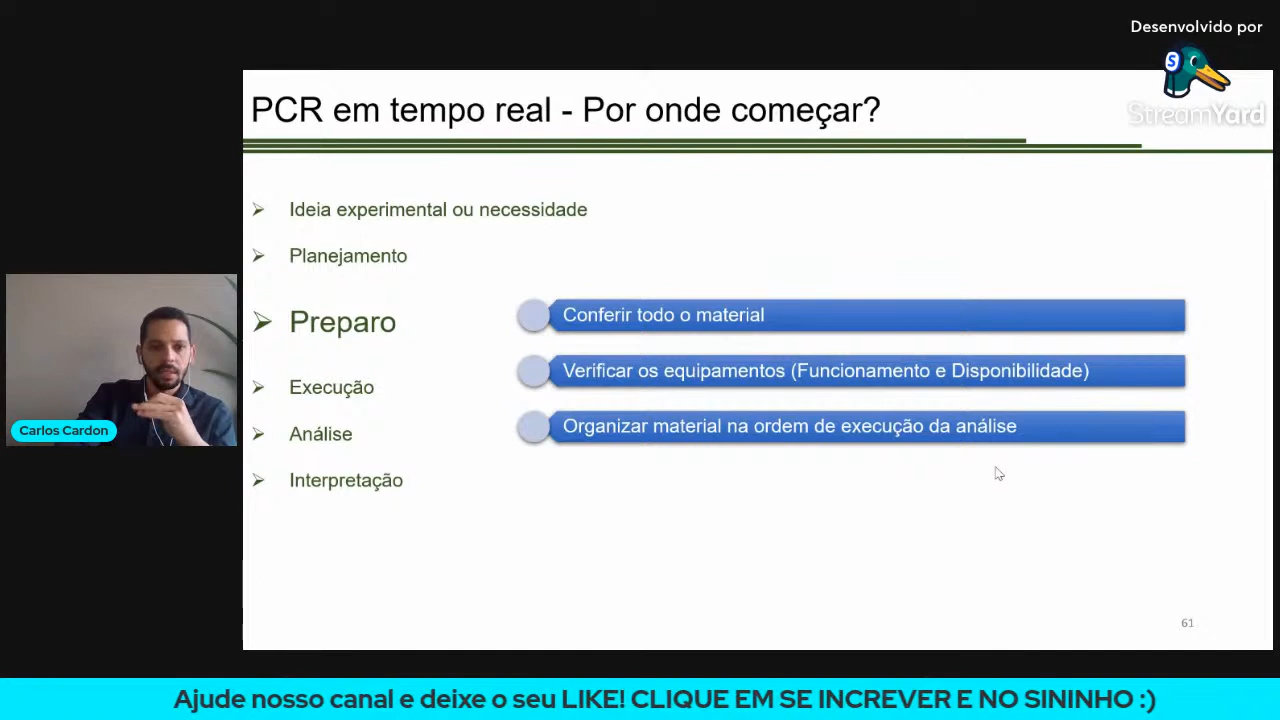 Desenvolvido por
S
StreamYard
PCR em tempo real - Por onde começar?
Ideia experimental ou necessidade
Planejamento
Preparo
Execução
Análise
Interpretação
Conferir todo o material
Verificar os equipamentos (Funcionamento e Disponibilidade)
Organizar material na ordem de execução da análise
Carlos Cardon
61
Ajude nosso canal e deixe o seu LIKE! CLIQUE EM SE INCREVER E NO SININHO :)